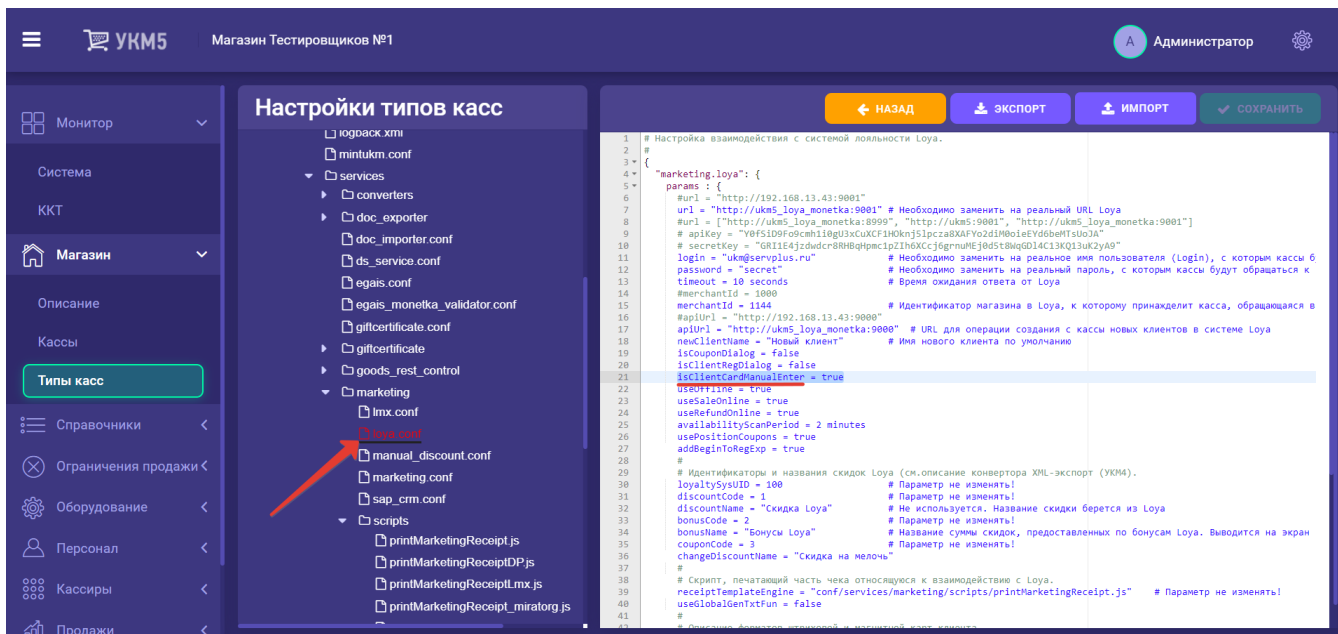 УКМ5
Магазин Тестировщиков №1
А
Администратор
Монитор
Система
ККТ
Магазин
Описание
Кассы
Типы касс
Справочники
Ограничения продажи
Оборудование
Персонал
Кассиры
Продажи
Настройки типов касс
logback.xml
mintukm.conf
services
converters
doc_exporter
doc_importer.conf
ds_service.conf
egais.conf
egais_monetka_validator.conf
giftcertificate.conf
giftcertificate
goods_rest_control
marketing
lmx.conf
loya.conf
manual_discount.conf
marketing.conf
sap_crm.conf
scripts
printMarketingReceipt.js
printMarketingReceiptDP.js
printMarketingReceiptLmx.js
printMarketingReceipt_miratorg.js
НАЗАД
ЭКСПОРТ
ИМПОРТ
СОХРАНИТЬ
1 # Настройка взаимодействия с системой лояльности Loya.
2 #
3 {
4 "marketing.loya": {
5 params : {
6 #url = "http://192.168.13.43:9001"
7 url = "http://ukm5_loya_monetka:9001" # Необходимо заменить на реальный URL Loya
8 #url = ["http://ukm5_loya_monetka:8999", "http://ukm5:9001", "http://ukm5_loya_monetka:9001"]
9 # apiKey = "Y0fSiD9Fo9cmh1i0gU3xCuXCF1HOknj5lpcza8XAFYo2diM0oieEYd6beMTsUoJA"
10 # secretKey = "GRI1E4jzdwdcr8RHBqHpmc1pZIh6XCcj6grnuMEj0d5t8WqGDl4C13KQ13uK2yA9"
11 login = "ukm@servplus.ru" # Необходимо заменить на реальное имя пользователя (Login), с которым кассы б
12 password = "secret" # Необходимо заменить на реальный пароль, с которым кассы будут обращаться к
13 timeout = 10 seconds # Время ожидания ответа от Loya
14 #merchantId = 1000
15 merchantId = 1144 # Идентификатор магазина в Loya, к которому принажделит касса, обращающаяся в
16 #apiUrl = "http://192.168.13.43:9000"
17 apiUrl = "http://ukm5_loya_monetka:9000" # URL для операции создания с кассы новых клиентов в системе Loya
18 newClientName = "Новый клиент" # Имя нового клиента по умолчанию
19 isCouponDialog = false
20 isClientRegDialog = false
21 isClientCardManualEnter = true
22 useOffline = true
23 useSaleOnline = true
24 useRefundOnline = true
25 availabilityScanPeriod = 2 minutes
26 usePositionCoupons = true
27 addBeginToRegExp = true
28 #
29 # Идентификаторы и названия скидок Loya (см.описание конвертора XML-экспорт (УКМ4).
30 loyaltySysUID = 100 # Параметр не изменять!
31 discountCode = 1 # Параметр не изменять!
32 discountName = "Скидка Loya" # Не используется. Название скидки берется из Loya
33 bonusCode = 2 # Параметр не изменять!
34 bonusName = "Бонусы Loya" # Название суммы скидок, предоставленных по бонусам Loya. Выводится на экран
35 couponCode = 3 # Параметр не изменять!
36 changeDiscountName = "Скидка на мелочь"
37 #
38 # Скрипт, печатающий часть чека относящуюся к взаимодействию с Loya.
39 receiptTemplateEngine = "conf/services/marketing/scripts/printMarketingReceipt.js" # Параметр не изменять!
40 useGlobalGenTxtFun = false
41 #
42 # Описание форматов штриховой и магнитной карт клиента